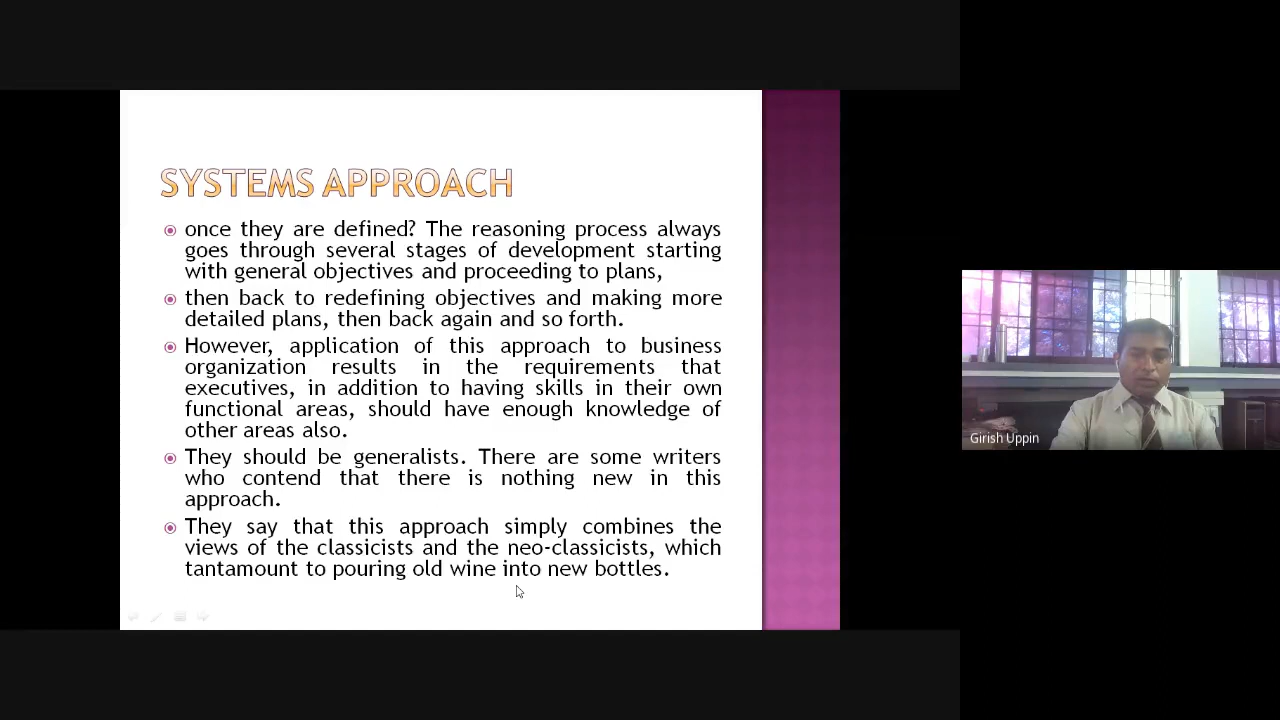 SYSTEMS APPROACH
once they are defined? The reasoning process always
goes through several stages of development starting
with general objectives and proceeding to plans,
then back to redefining objectives and making more
detailed plans, then back again and so forth.
However, application of this approach to business
organization results in the requirements that
executives, in addition to having skills in their own
functional areas, should have enough knowledge of
other areas also.
They should be generalists. There are some writers
who contend that there is nothing new in this
approach.
They say that this approach simply combines the
views of the classicists and the neo-classicists, which
tantamount to pouring old wine into new bottles.
Girish Uppin